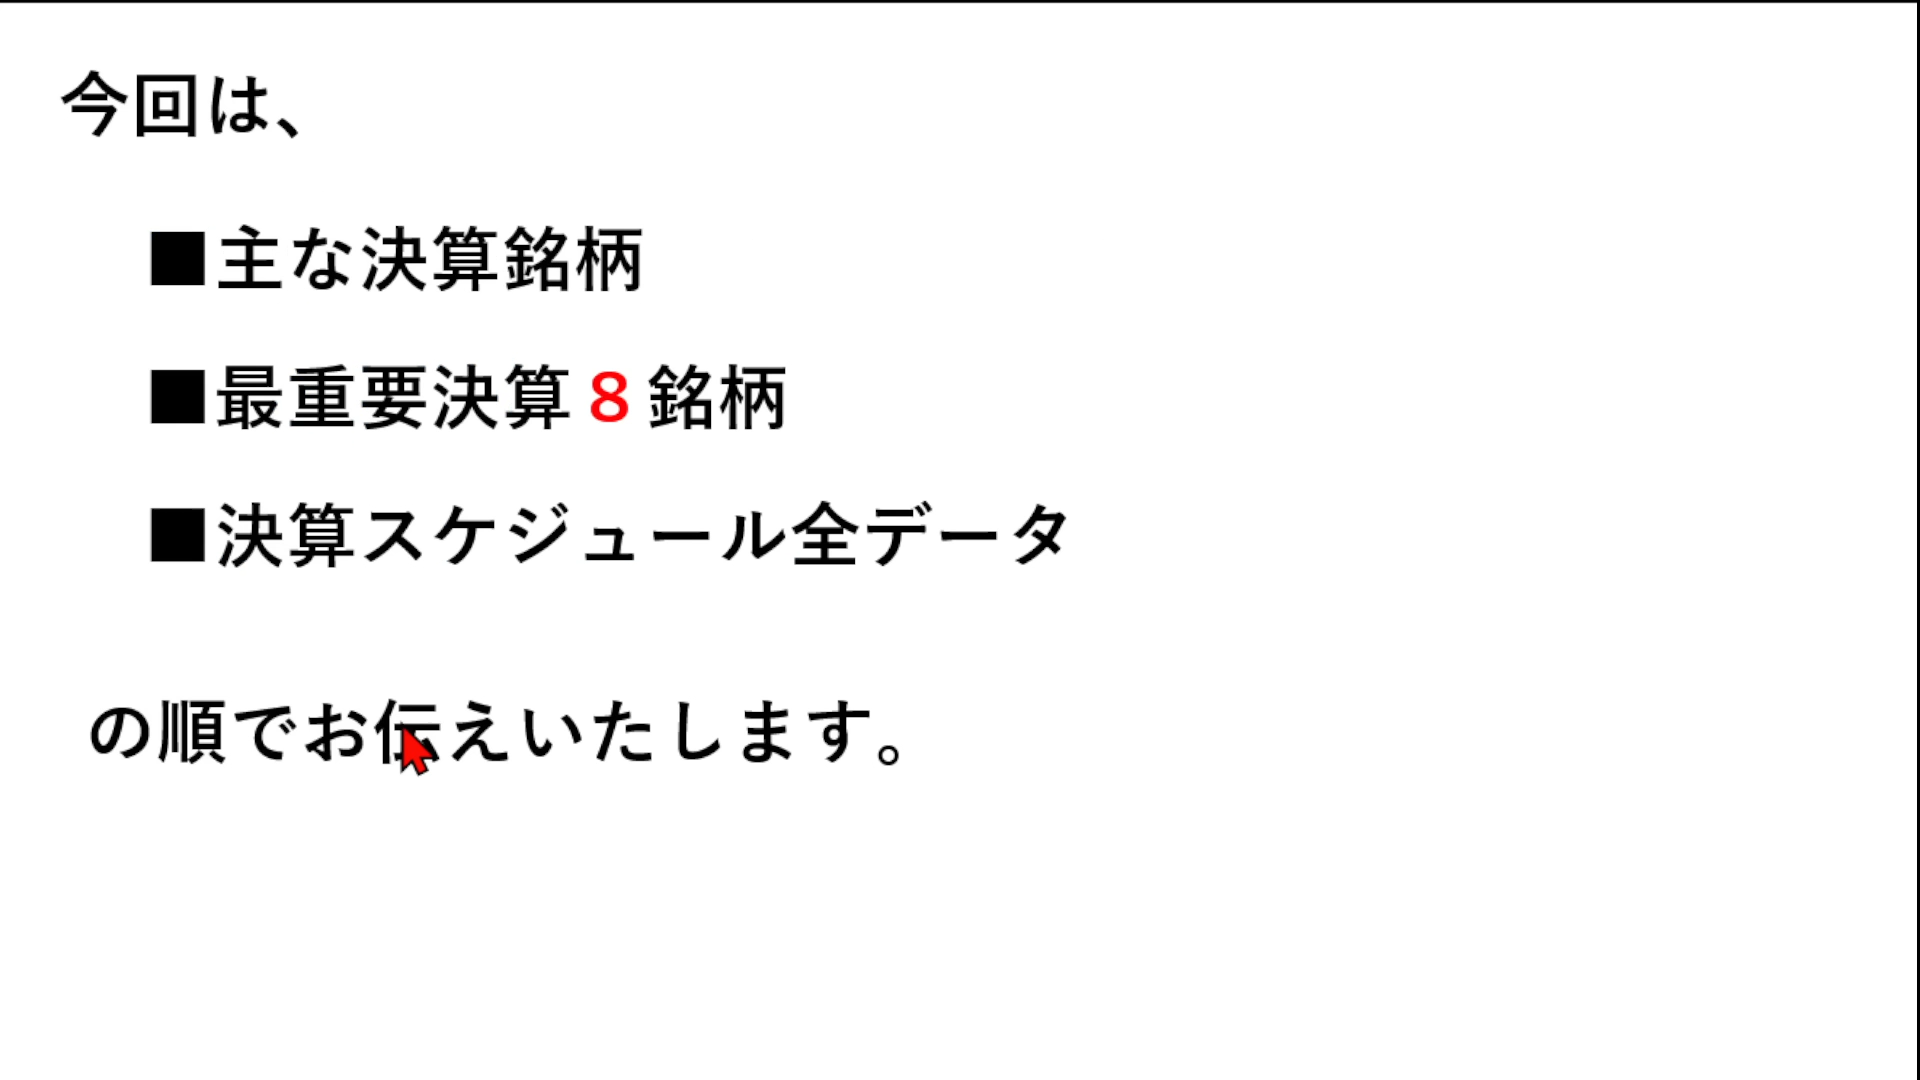 今回は、
■主な決算銘柄
■最重要決算８銘柄
■決算スケジュール全データ
の順でお伝えいたします。